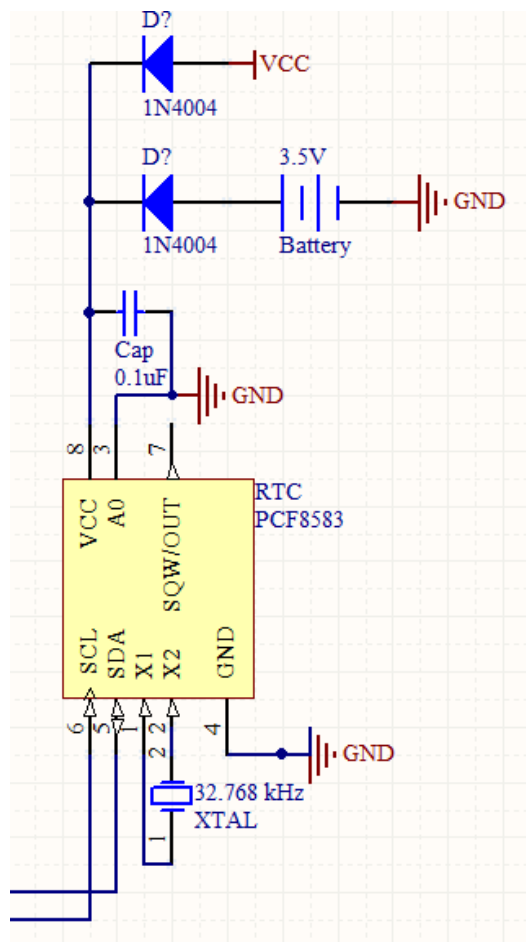 D?
VCC
1N4004
D?
3.5V
GND
1N4004
Battery
Cap
0.1uF
GND
8
3
7
RTC
PCF8583
VCC
A0
SQW/OUT
SCL
SDA
X1
X2
GND
6
5
1
2
4
2
GND
32.768 kHz
XTAL
1